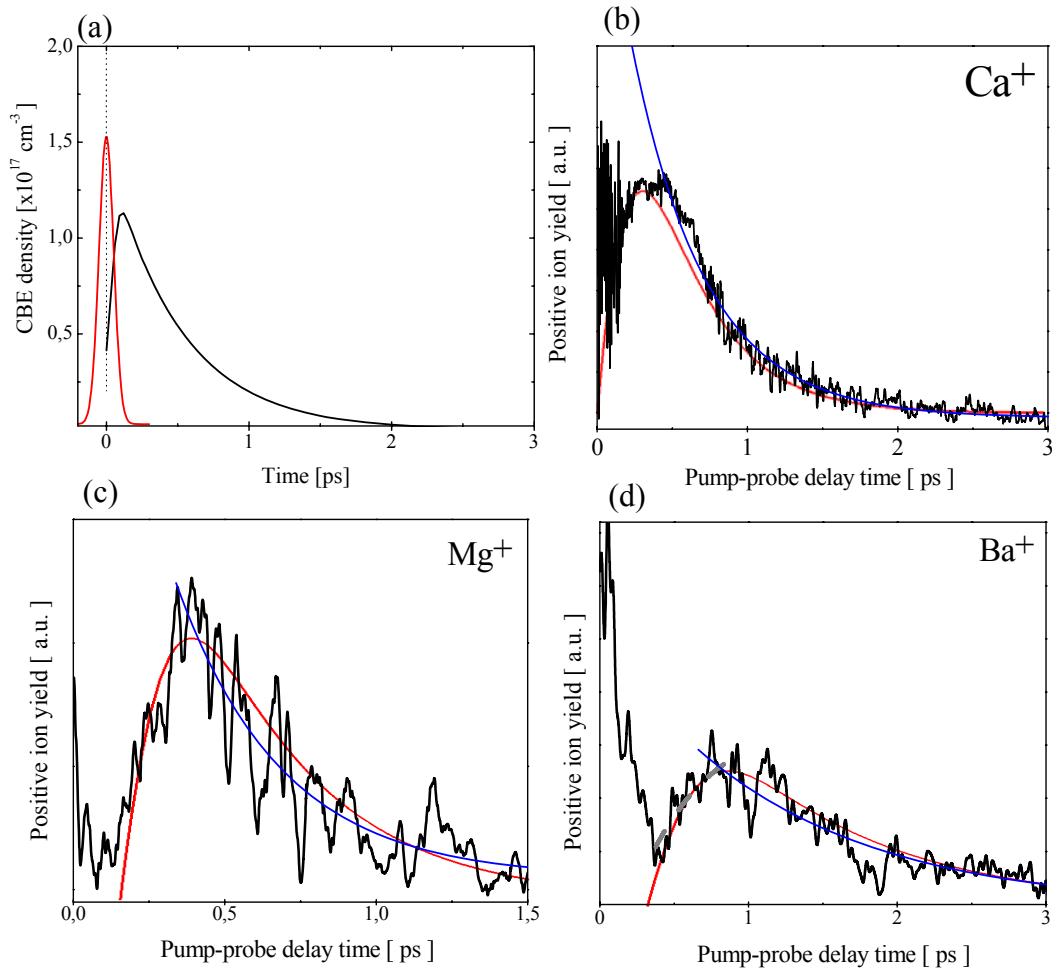 (a)
2,0
1,5
1,0
0,5
CBE density [x10¹⁷ cm⁻³]
0
1
2
3
Time [ps]
(b)
Ca⁺
Positive ion yield [ a.u. ]
0
1
2
3
Pump-probe delay time [ ps ]
(c)
Mg⁺
Positive ion yield [ a.u. ]
0,0
0,5
1,0
1,5
Pump-probe delay time [ ps ]
(d)
Ba⁺
Positive ion yield [ a.u. ]
0
1
2
3
Pump-probe delay time [ ps ]